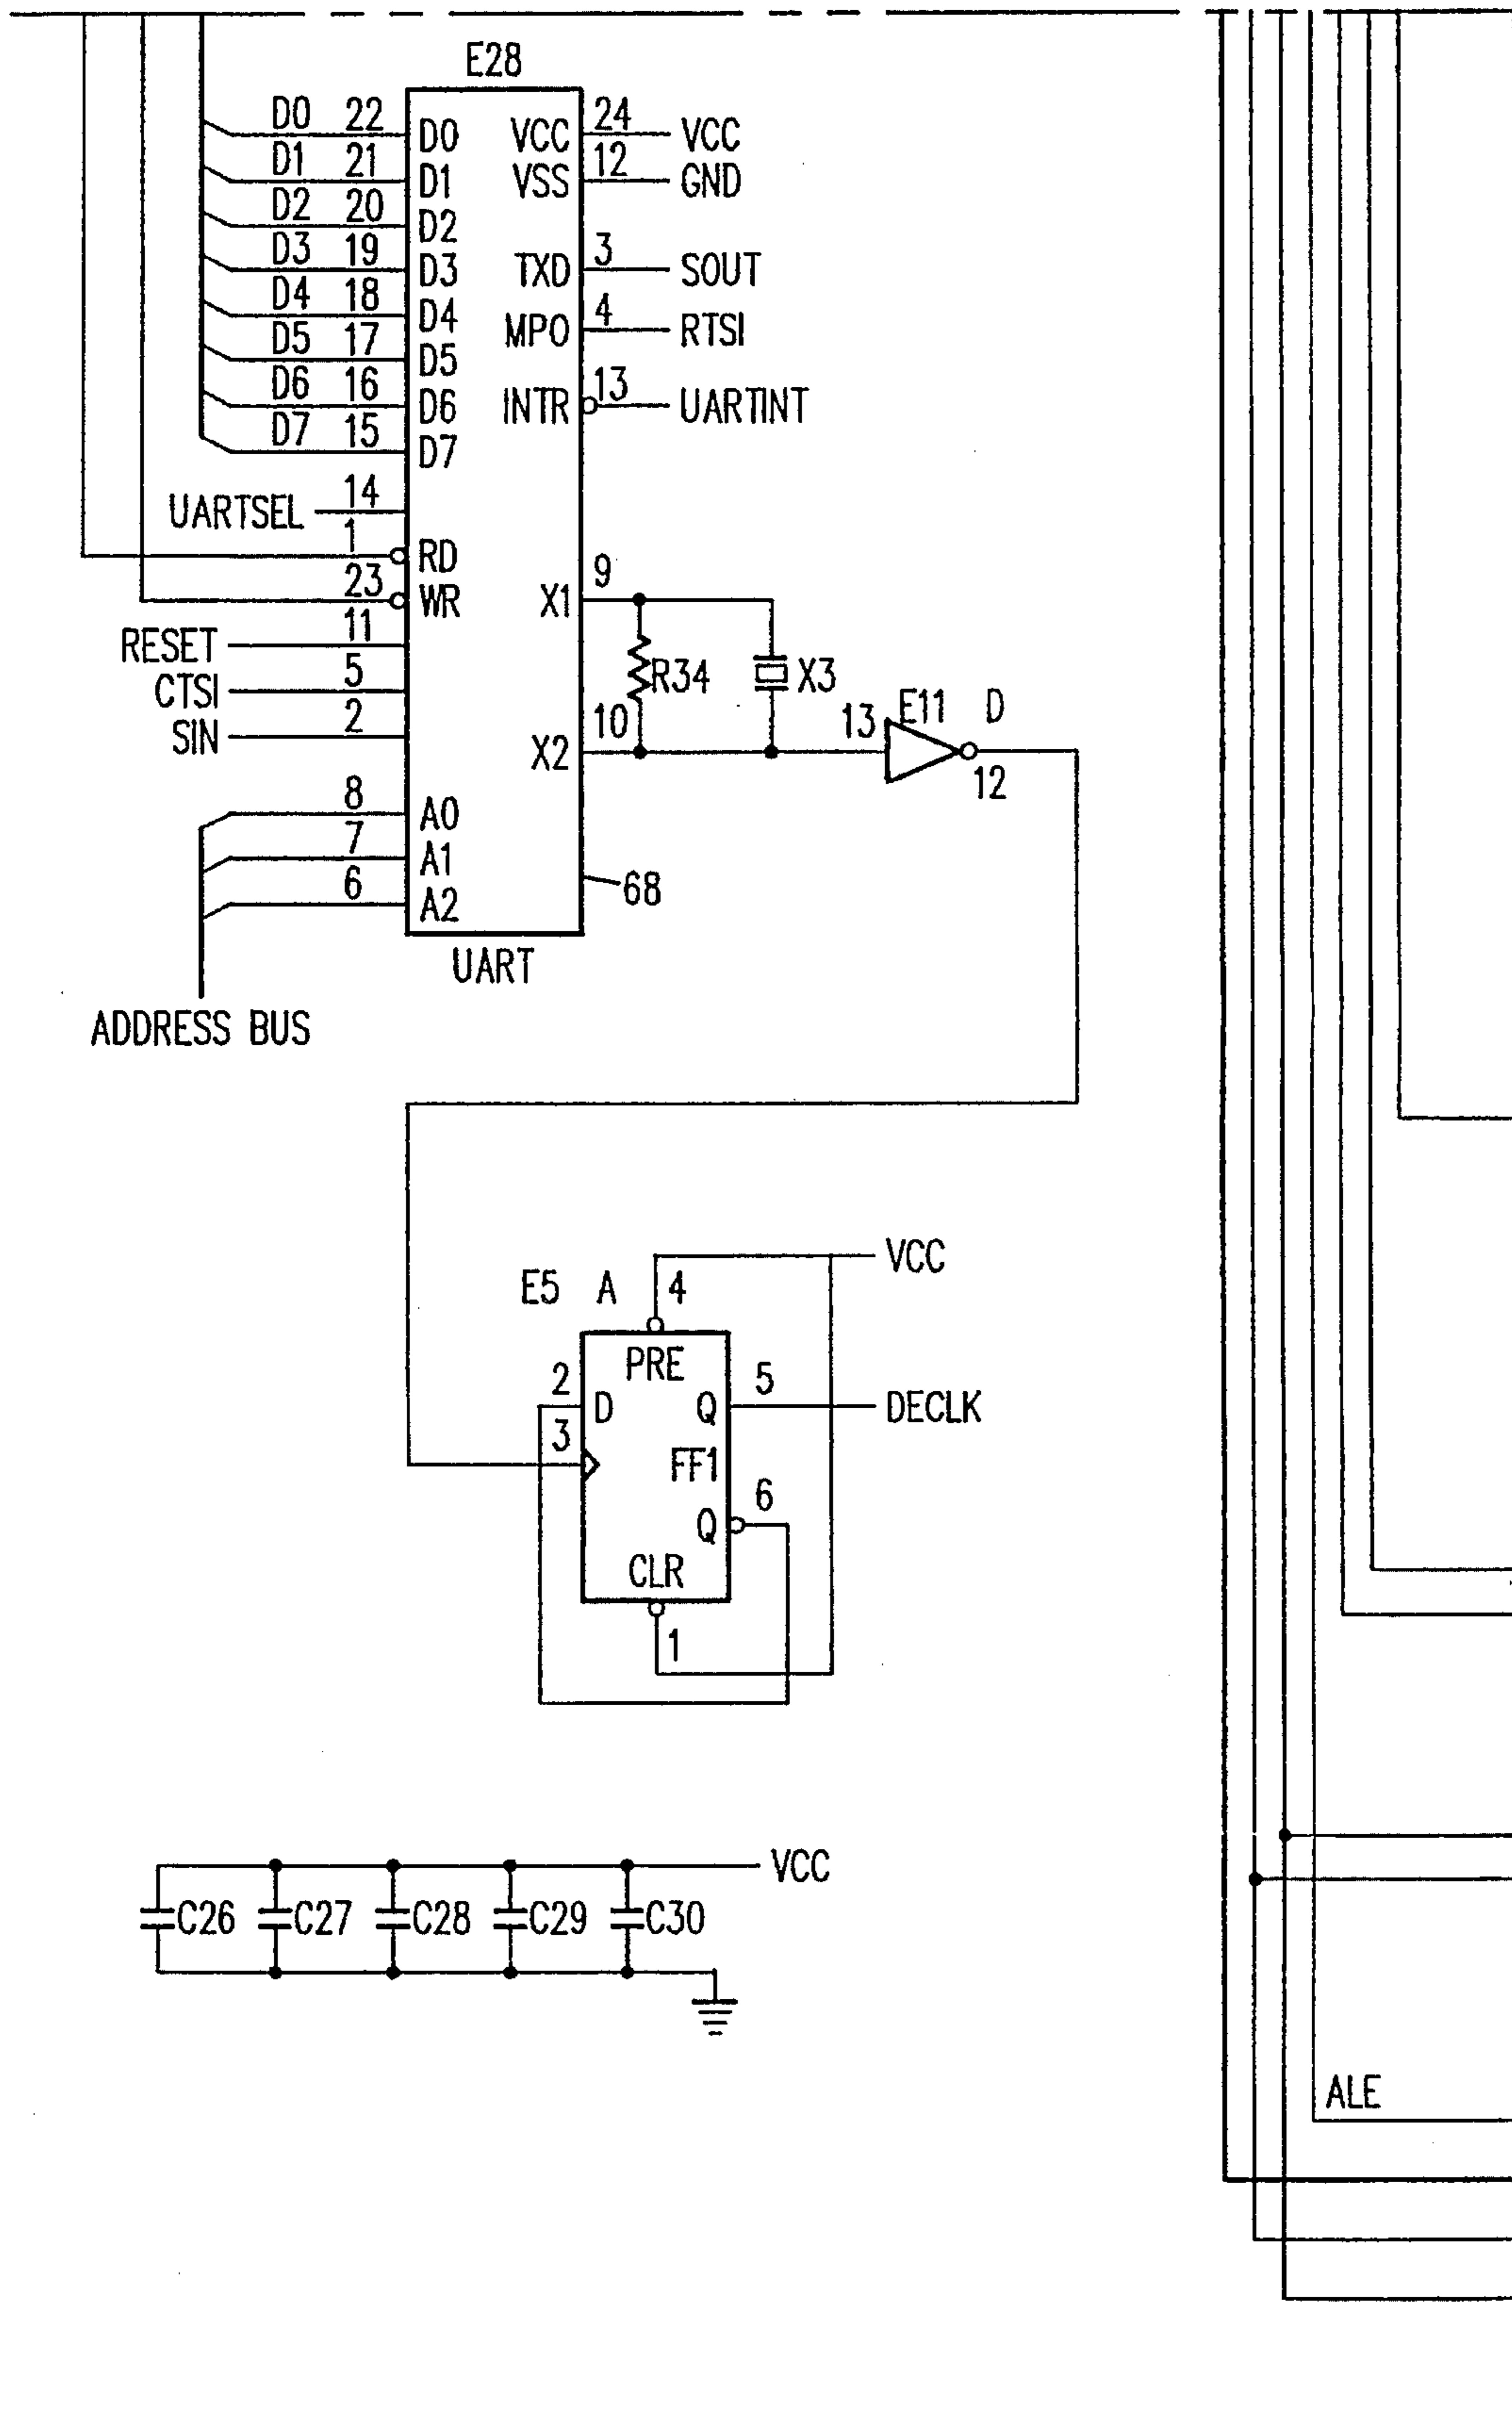 E28
D0 22 D0 VCC 24 VCC
D1 21 D1 VSS 12 GND
D2 20 D2
D3 19 D3 TXD 3 SOUT
D4 18 D4 MPO 4 RTSI
D5 17 D5
D6 16 D6 INTR 13 UARTINT
D7 15 D7
UARTSEL 14
1 RD
23 WR X1 9
RESET 11
CTSI 5 R34 X3
SIN 2 X2 10 13 E11 D
12
8 A0
7 A1
6 A2 68
UART
ADDRESS BUS
VCC
E5 A 4
PRE
2 D Q 5 DECLK
3 FF1
Q 6
CLR
1
VCC
C26 C27 C28 C29 C30
ALE